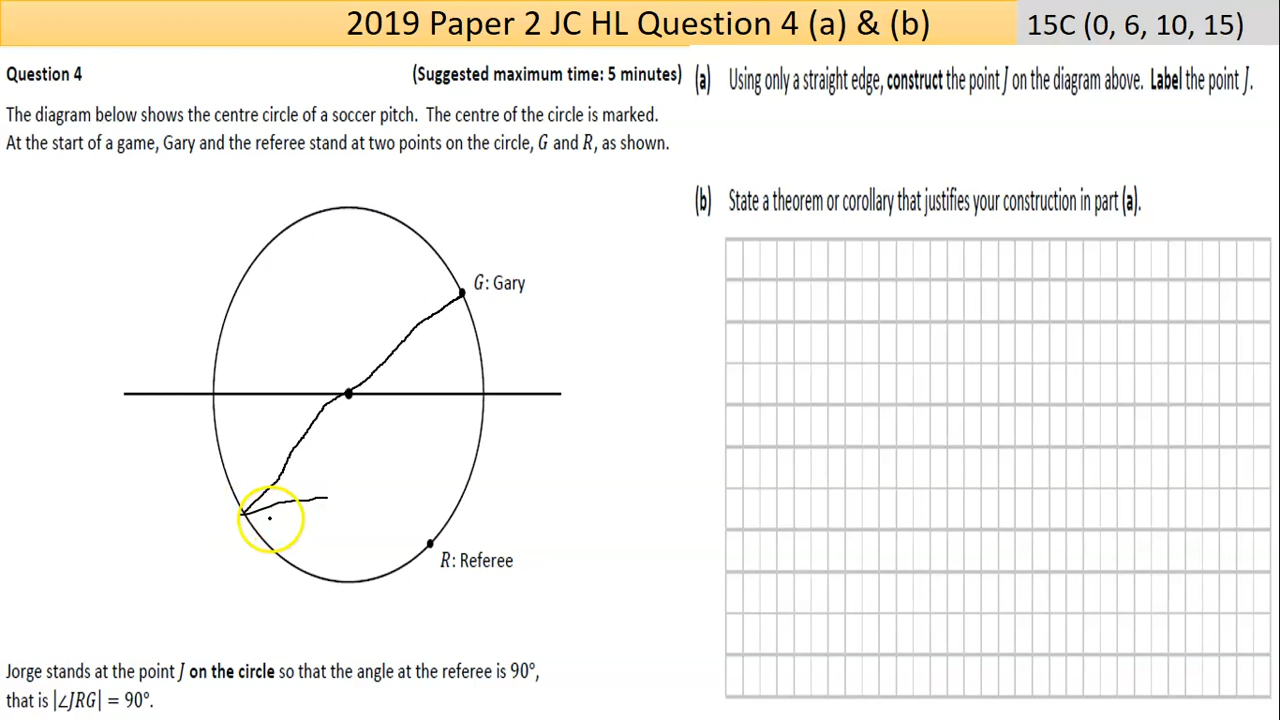 2019 Paper 2 JC HL Question 4 (a) & (b)
15C (0, 6, 10, 15)
Question 4 (Suggested maximum time: 5 minutes)
The diagram below shows the centre circle of a soccer pitch. The centre of the circle is marked.
At the start of a game, Gary and the referee stand at two points on the circle, G and R, as shown.
G: Gary
R: Referee
Jorge stands at the point J on the circle so that the angle at the referee is 90°,
that is |∠JRG| = 90°.
(a) Using only a straight edge, construct the point J on the diagram above. Label the point J.
(b) State a theorem or corollary that justifies your construction in part (a).